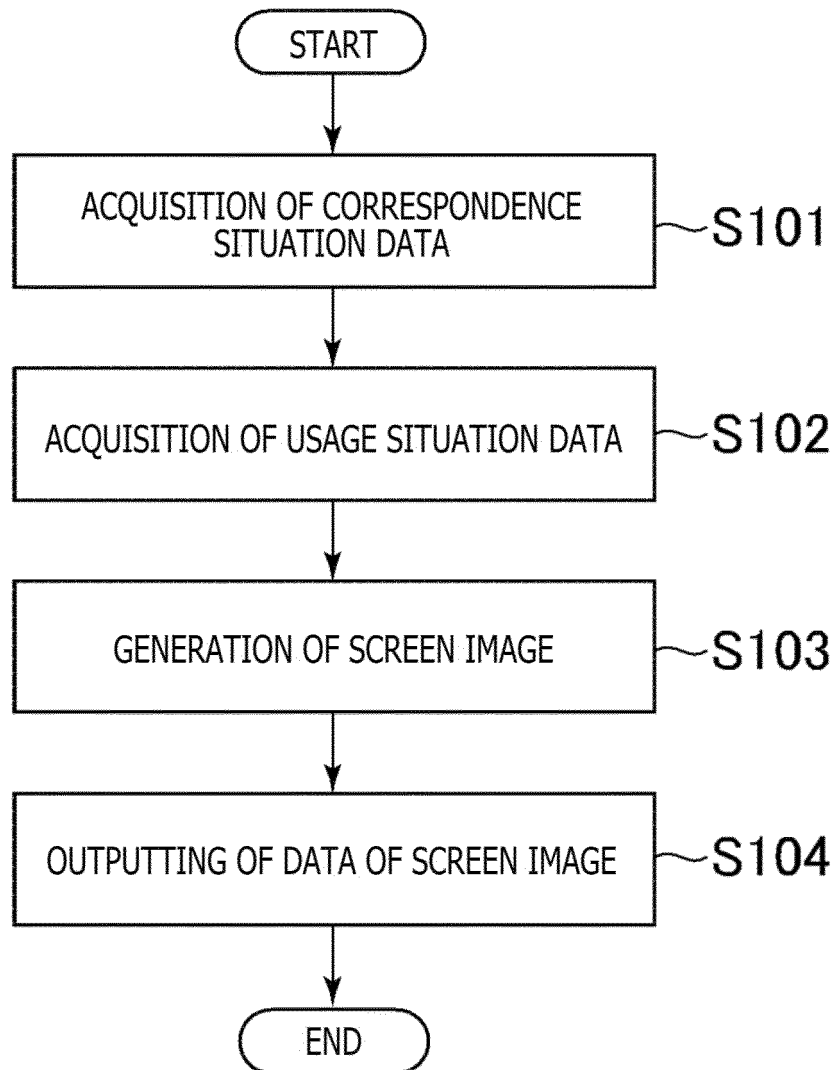 START
ACQUISITION OF CORRESPONDENCE
SITUATION DATA
S101
ACQUISITION OF USAGE SITUATION DATA
S102
GENERATION OF SCREEN IMAGE
S103
OUTPUTTING OF DATA OF SCREEN IMAGE
S104
END